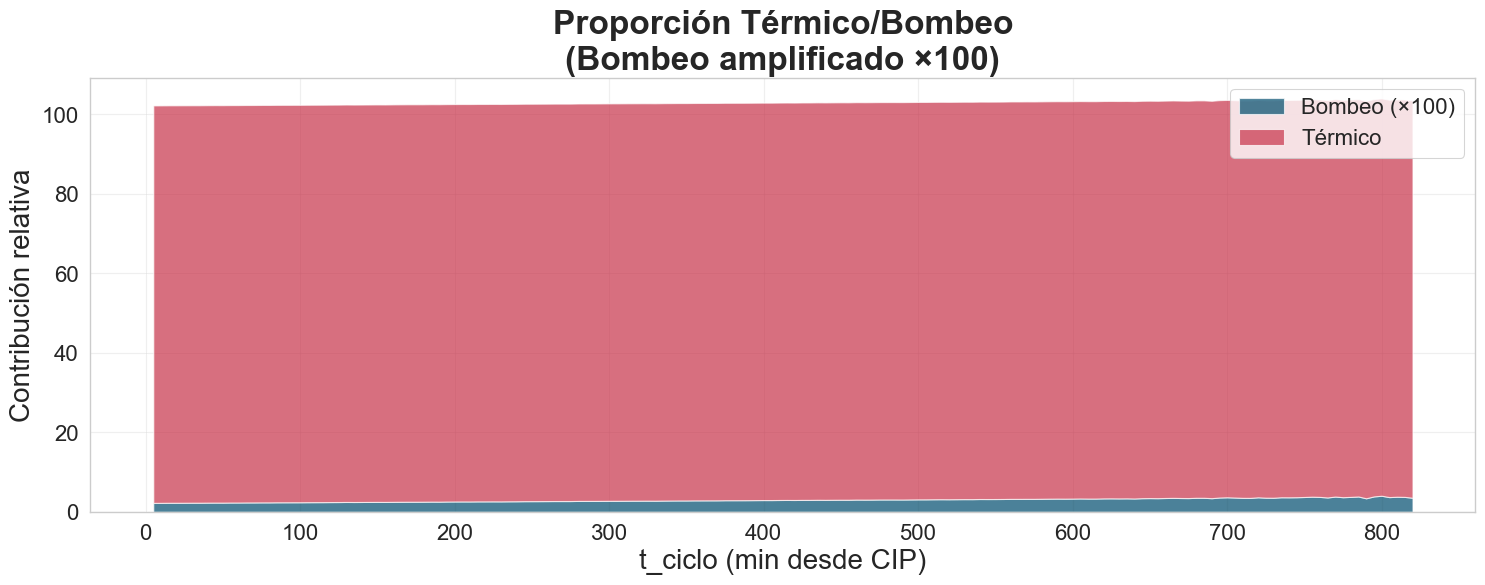 Proporción Térmico/Bombeo
(Bombeo amplificado ×100)
Contribución relativa
100
80
60
40
20
0
Bombeo (×100)
Térmico
0 100 200 300 400 500 600 700 800
t_ciclo (min desde CIP)